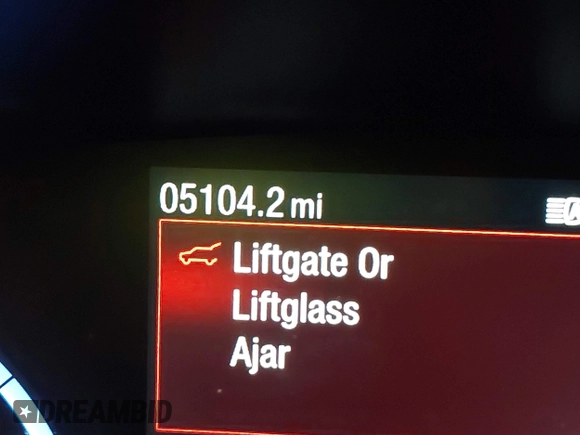 05104.2 mi
Liftgate Or
Liftglass
Ajar
DREAMBID